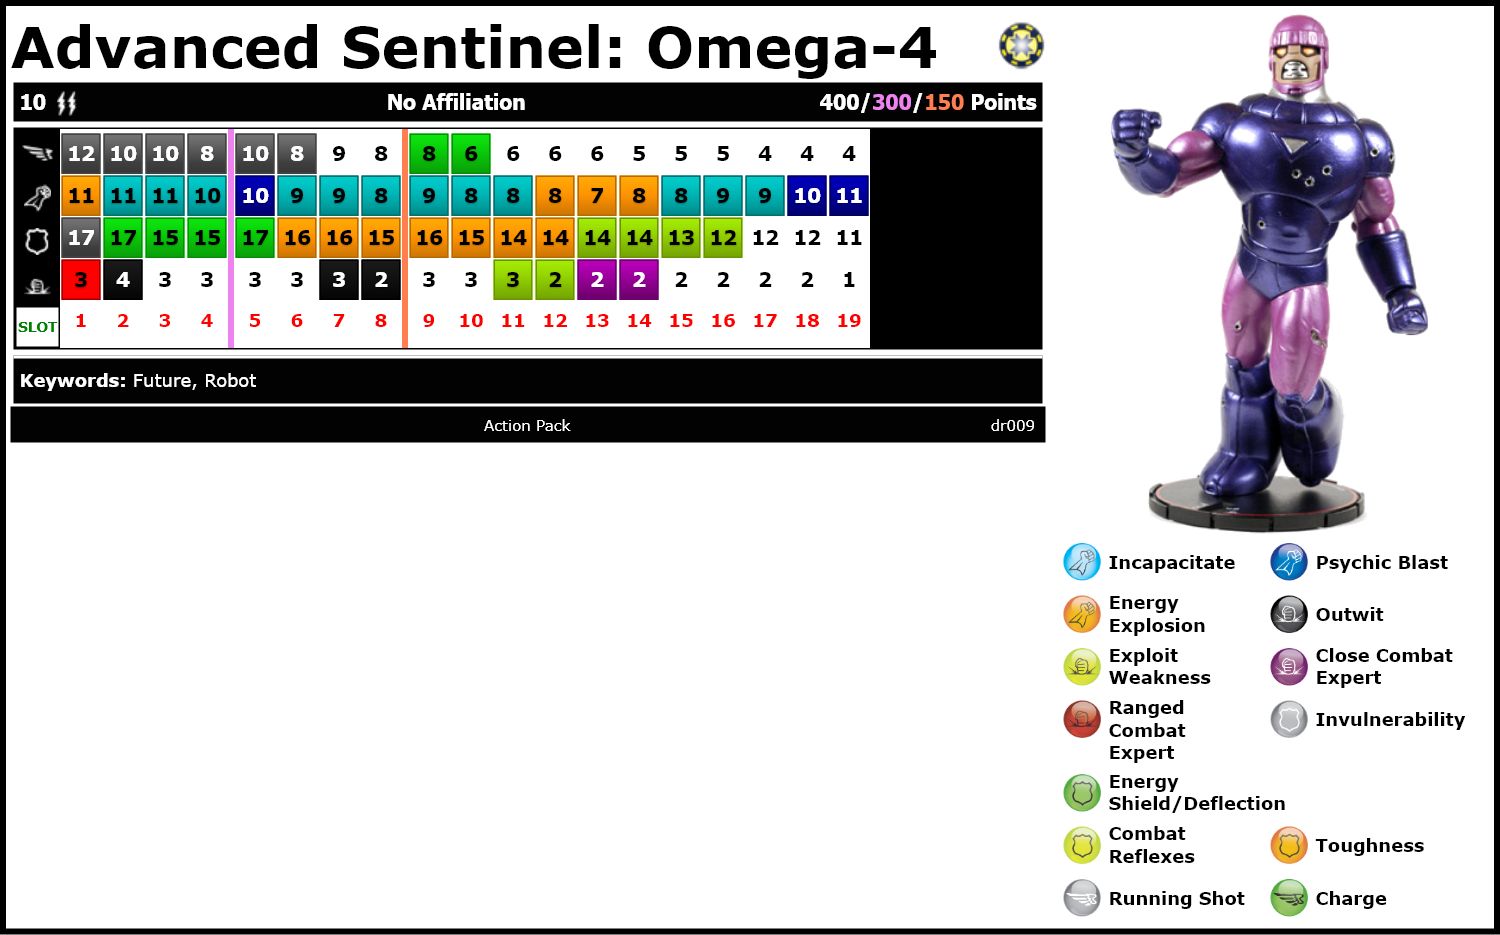 Advanced Sentinel: Omega-4
10 No Affiliation 400/300/150 Points
12 10 10 8 10 8 9 8 8 6 6 6 6 5 5 5 4 4 4
11 11 11 10 10 9 9 8 9 8 8 8 7 8 8 9 9 10 11
17 17 15 15 17 16 16 15 16 15 14 14 14 14 13 12 12 12 11
3 4 3 3 3 3 3 2 3 3 3 2 2 2 2 2 2 2 1
SLOT 1 2 3 4 5 6 7 8 9 10 11 12 13 14 15 16 17 18 19
Keywords: Future, Robot
Action Pack dr009
Incapacitate
Psychic Blast
Energy
Explosion
Outwit
Exploit
Weakness
Close Combat
Expert
Ranged
Combat
Expert
Invulnerability
Energy
Shield/Deflection
Combat
Reflexes
Toughness
Running Shot
Charge